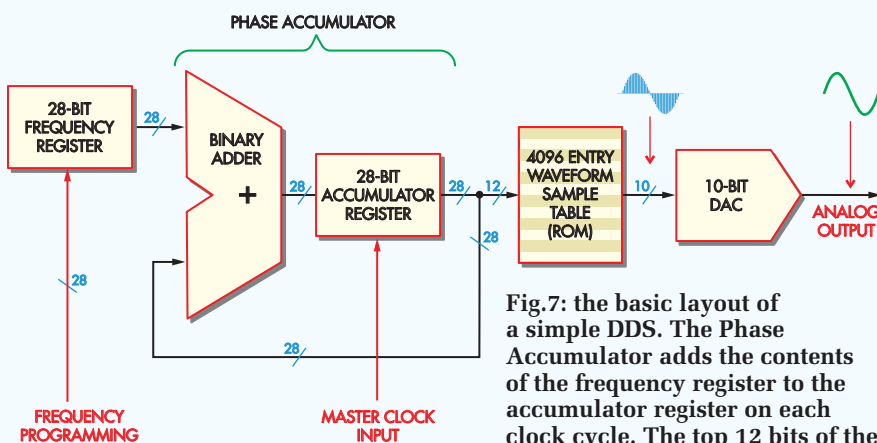 PHASE ACCUMULATOR
28-BIT
FREQUENCY
REGISTER
28
BINARY
ADDER
+
28
28-BIT
ACCUMULATOR
REGISTER
28
12
4096 ENTRY
WAVEFORM
SAMPLE
TABLE
(ROM)
10
10-BIT
DAC
ANALOG
OUTPUT
28
28
28
FREQUENCY
PROGRAMMING
MASTER CLOCK
INPUT
Fig.7: the basic layout of
a simple DDS. The Phase
Accumulator adds the contents
of the frequency register to the
accumulator register on each
clock cycle. The top 12 bits of the